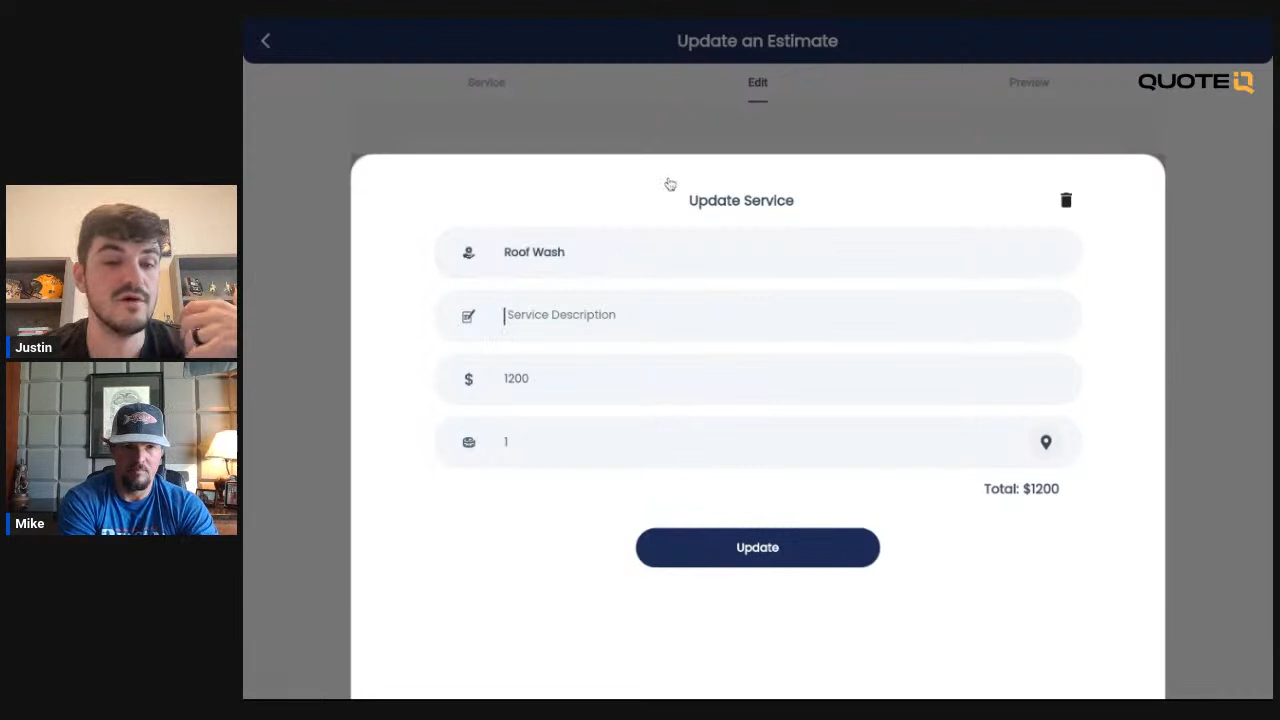 Update an Estimate
Service
Edit
Preview
QUOTE
Update Service
Roof Wash
Service Description
$ 1200
1
Total: $1200
Update
Justin
Mike